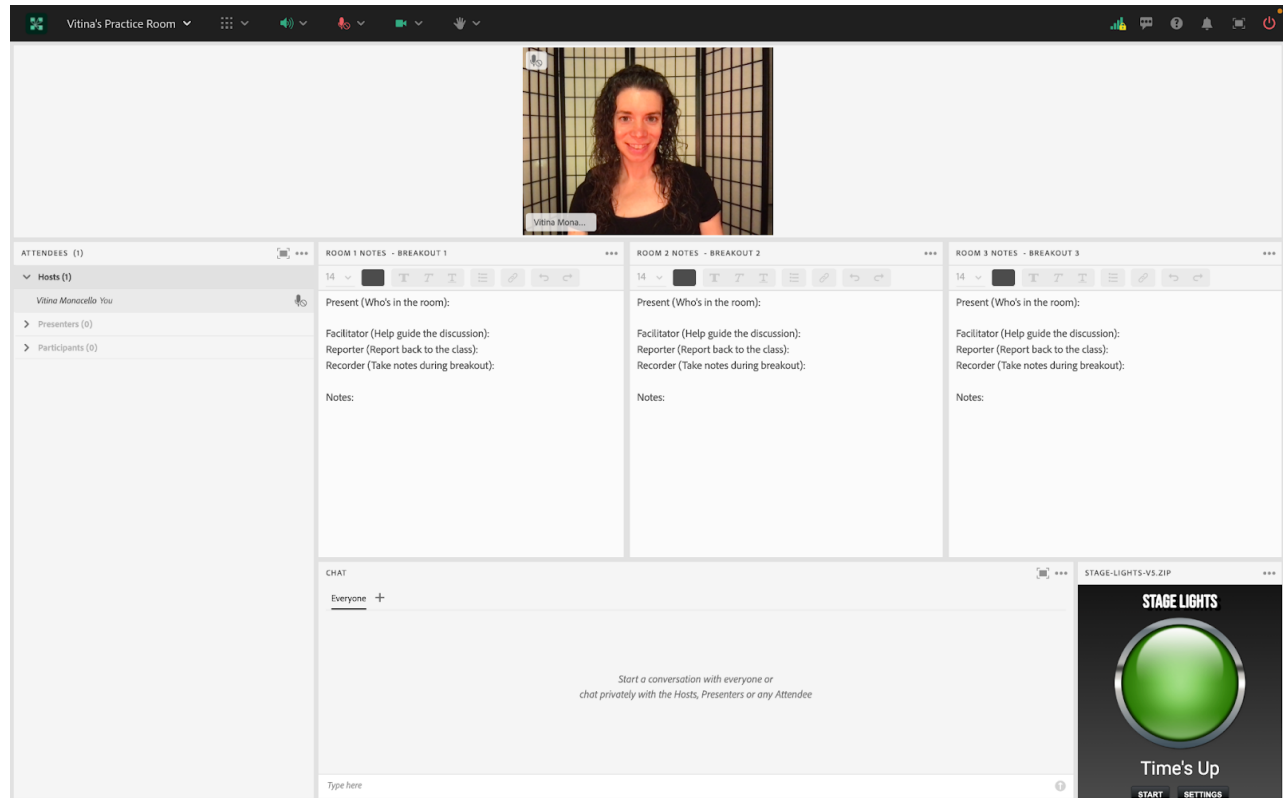 Vitina's Practice Room
Vitina Mona...
ATTENDEES (1)
Hosts (1)
Vitina Monacello You
Presenters (0)
Participants (0)
ROOM 1 NOTES - BREAKOUT 1
14
Present (Who's in the room):
Facilitator (Help guide the discussion):
Reporter (Report back to the class):
Recorder (Take notes during breakout):
Notes:
ROOM 2 NOTES - BREAKOUT 2
14
Present (Who's in the room):
Facilitator (Help guide the discussion):
Reporter (Report back to the class):
Recorder (Take notes during breakout):
Notes:
ROOM 3 NOTES - BREAKOUT 3
14
Present (Who's in the room):
Facilitator (Help guide the discussion):
Reporter (Report back to the class):
Recorder (Take notes during breakout):
Notes:
CHAT
Everyone +
Start a conversation with everyone or
chat privately with the Hosts, Presenters or any Attendee
Type here
STAGE-LIGHTS-V5.ZIP
STAGE LIGHTS
Time's Up
START SETTINGS